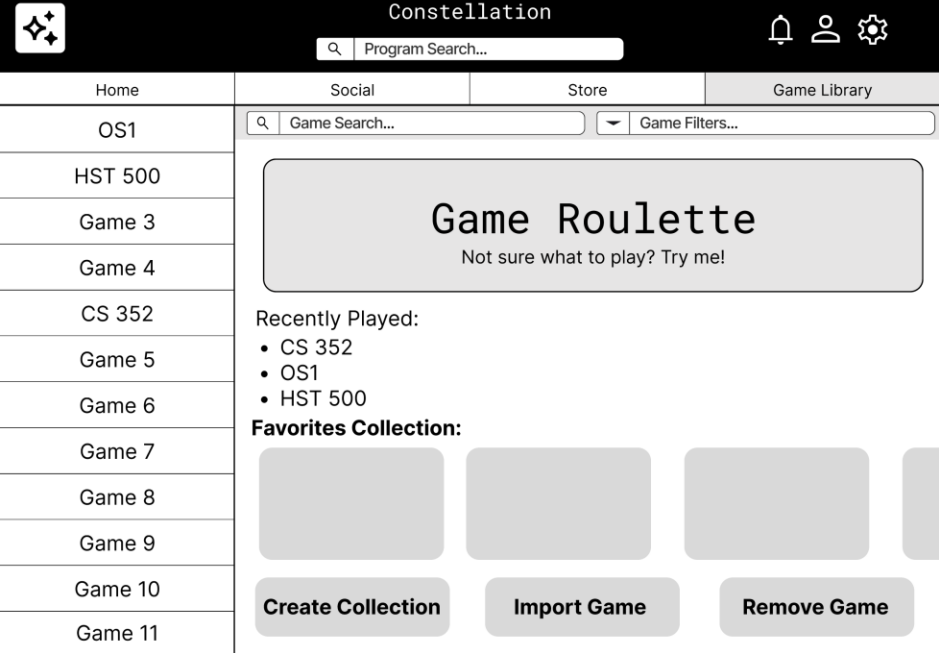 Constellation
Program Search...
Home
Social
Store
Game Library
OS1
HST 500
Game 3
Game 4
CS 352
Game 5
Game 6
Game 7
Game 8
Game 9
Game 10
Game 11
Game Search...
Game Filters...
Game Roulette
Not sure what to play? Try me!
Recently Played:
• CS 352
• OS1
• HST 500
Favorites Collection:
Create Collection
Import Game
Remove Game